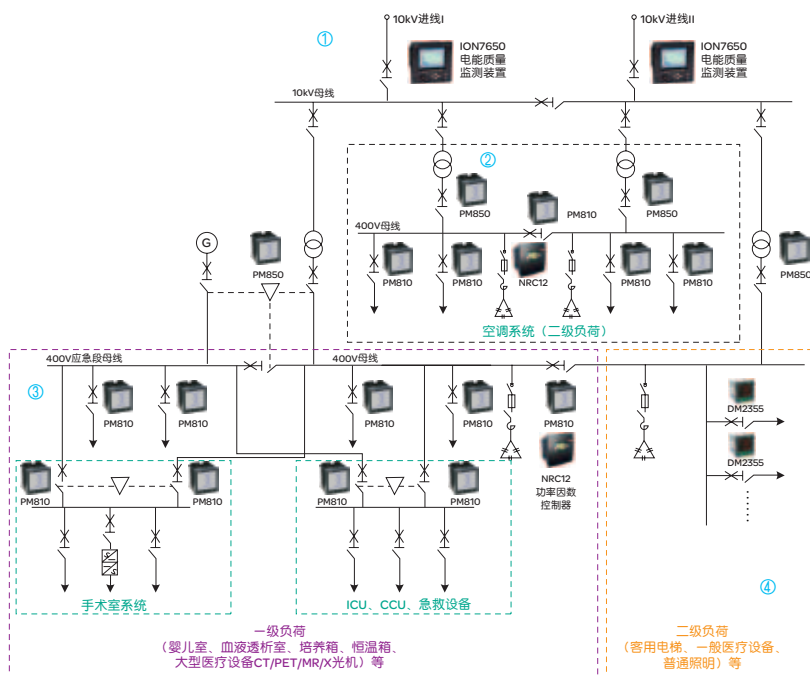 10kV进线I
10kV进线II
①
ION7650
电能质量
监测装置
ION7650
电能质量
监测装置
10kV母线
②
PM850
PM810
PM850
400V母线
G
PM850
PM850
PM810
PM810
NRC12
PM810
PM810
空调系统（二级负荷）
400V应急段母线
400V母线
③
PM810
PM810
PM810
PM810
PM810
DM2355
DM2355
NRC12
功率因数
控制器
PM810
PM810
PM810
PM810
手术室系统
ICU、CCU、急救设备
④
一级负荷
（婴儿室、血液透析室、培养箱、恒温箱、
大型医疗设备CT/PET/MR/X光机）等
二级负荷
（客用电梯、一般医疗设备、
普通照明）等